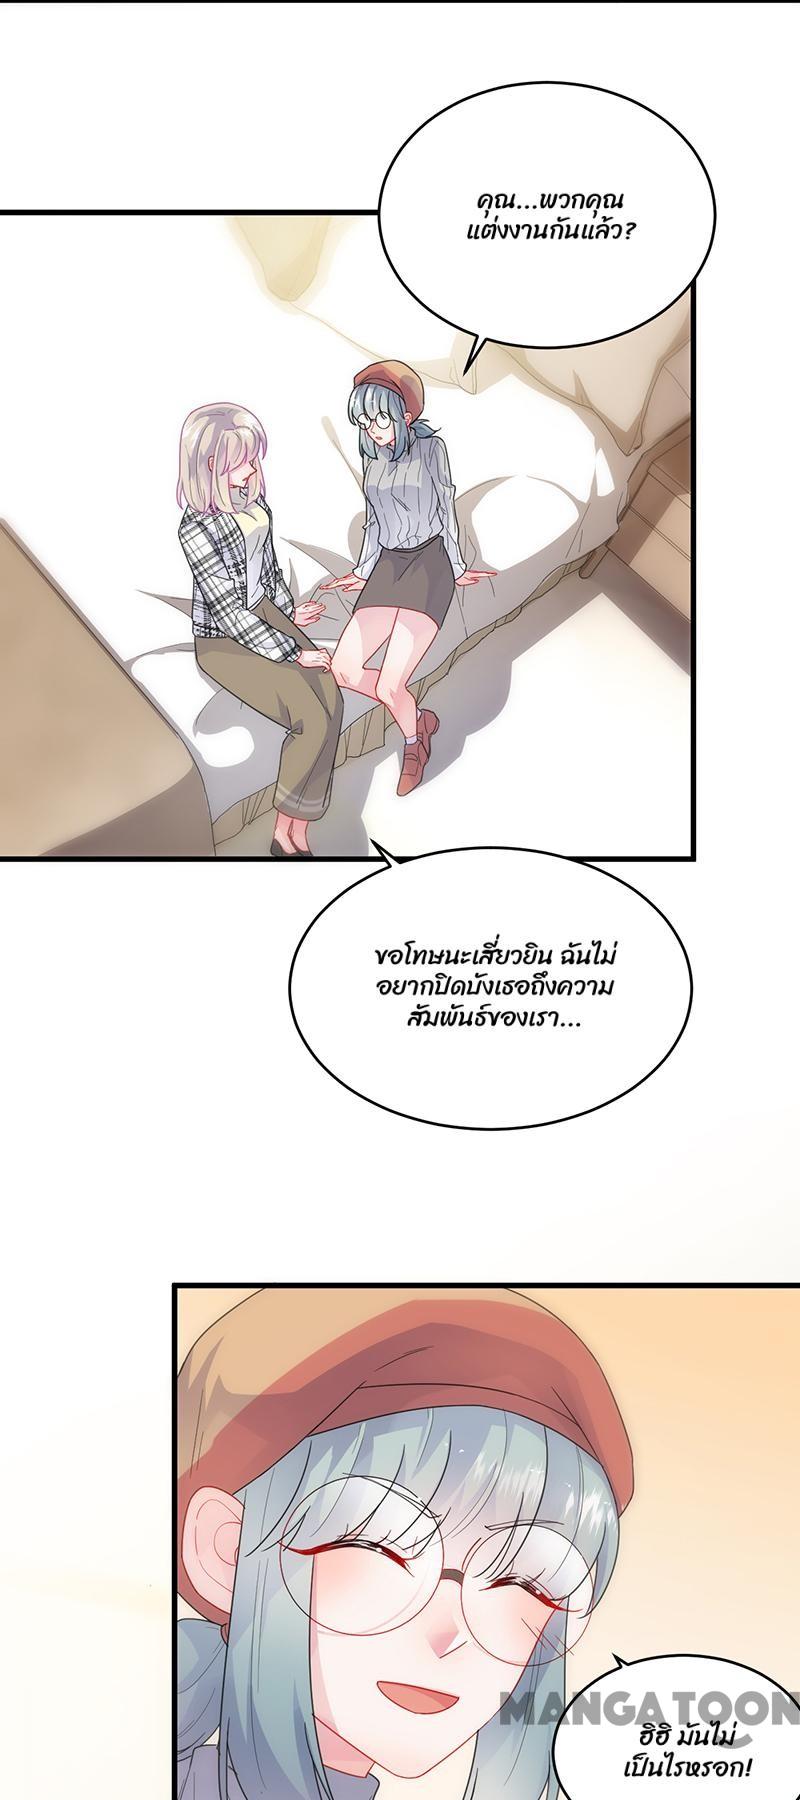 คุณ...พวกคุณ
แต่งงานกันแล้ว?
ขอโทษนะเสี่ยวยิน ฉันไม่
อยากปิดบังเธอถึงความ
สัมพันธ์ของเรา...
MANGATOON
ฮิฮิ มันไม่
เป็นไรหรอก!